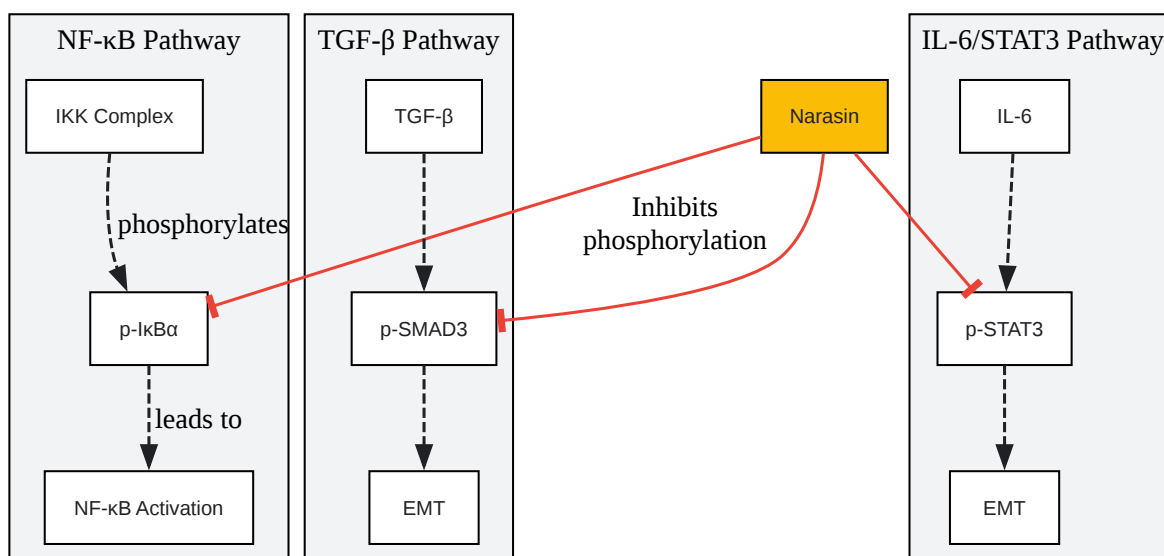 NF-κB Pathway
TGF-β Pathway
IL-6/STAT3 Pathway
IKK Complex
TGF-β
Narasin
IL-6
phosphorylates
Inhibits
phosphorylation
p-IκBα
p-SMAD3
p-STAT3
leads to
NF-κB Activation
EMT
EMT